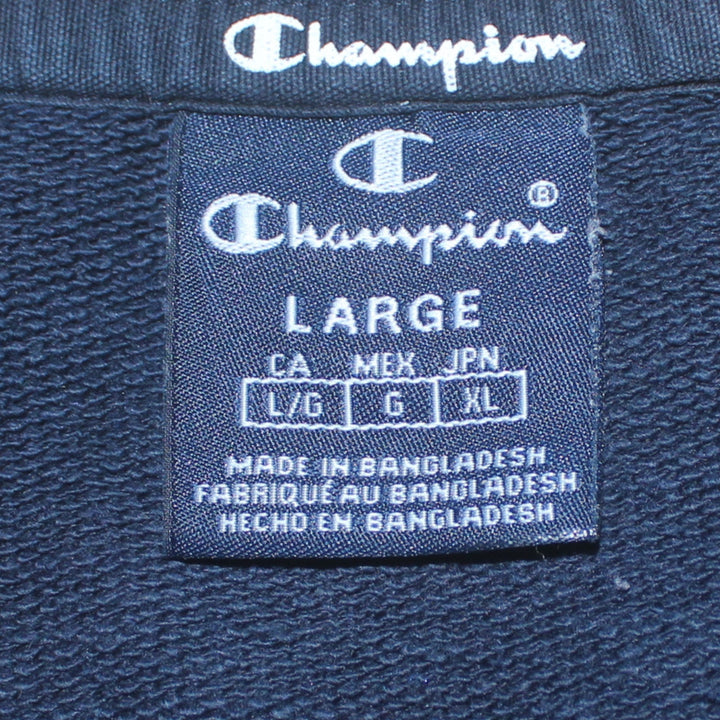 Champion
C
Champion®
LARGE
CA MEX JPN
L/G G XL
MADE IN BANGLADESH
FABRIQUÉ AU BANGLADESH
HECHO EN BANGLADESH